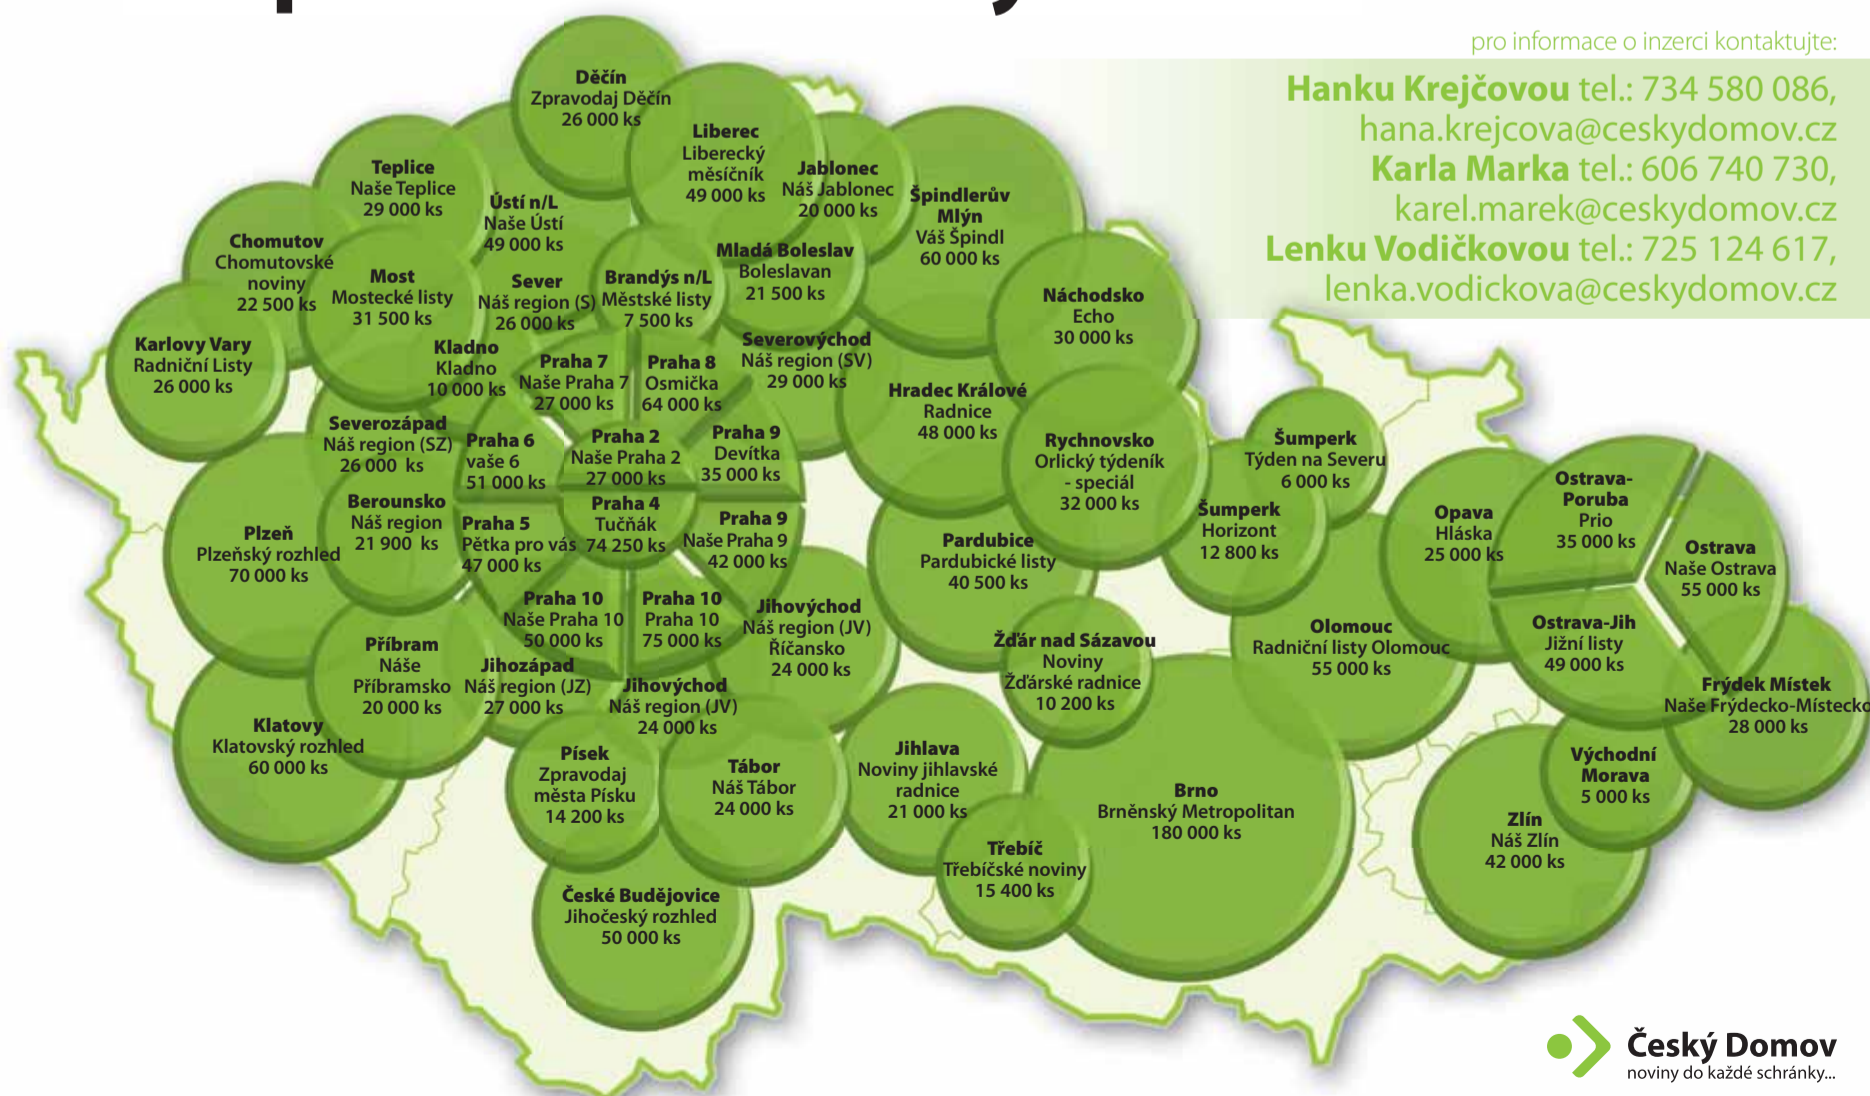 pro informace o inzerci kontaktujte:
Hanku Krejčovou tel.: 734 580 086,
hana.krejcova@ceskydomov.cz
Karla Marka tel.: 606 740 730,
karel.marek@ceskydomov.cz
Lenku Vodičkovou tel.: 725 124 617,
lenka.vodickova@ceskydomov.cz
Děčín
Zpravodaj Děčín
26 000 ks
Liberec
Liberecký
měsíčník
49 000 ks
Jablonec
Náš Jablonec
20 000 ks
Špindlerův
Mlýn
Váš Špindl
60 000 ks
Teplice
Naše Teplice
29 000 ks
Ústí n/L
Naše Ústí
49 000 ks
Chomutov
Chomutovské
noviny
22 500 ks
Most
Mostecké listy
31 500 ks
Sever
Náš region (S)
26 000 ks
Brandýs n/L
Městské listy
7 500 ks
Mladá Boleslav
Boleslavan
21 500 ks
Náchodsko
Echo
30 000 ks
Karlovy Vary
Radniční Listy
26 000 ks
Kladno
Kladno
10 000 ks
Praha 7
Naše Praha 7
27 000 ks
Praha 8
Osmička
64 000 ks
Severovýchod
Náš region (SV)
29 000 ks
Hradec Králové
Radnice
48 000 ks
Severozápad
Náš region (SZ)
26 000 ks
Praha 6
vaše 6
51 000 ks
Praha 2
Naše Praha 2
27 000 ks
Praha 9
Devítka
35 000 ks
Rychnovsko
Orlický týdeník
- speciál
32 000 ks
Šumperk
Týden na Severu
6 000 ks
Berounsko
Náš region
21 900 ks
Praha 5
Pětka pro vás
47 000 ks
Praha 4
Tučňák
74 250 ks
Praha 9
Naše Praha 9
42 000 ks
Šumperk
Horizont
12 800 ks
Opava
Hláska
25 000 ks
Ostrava-
Poruba
Prio
35 000 ks
Ostrava
Naše Ostrava
55 000 ks
Plzeň
Plzeňský rozhled
70 000 ks
Pardubice
Pardubické listy
40 500 ks
Praha 10
Naše Praha 10
50 000 ks
Praha 10
Praha 10
75 000 ks
Jihovýchod
Náš region (JV)
Říčansko
24 000 ks
Žďár nad Sázavou
Noviny
Žďárské radnice
10 200 ks
Olomouc
Radniční listy Olomouc
55 000 ks
Ostrava-Jih
Jižní listy
49 000 ks
Příbram
Náše
Příbramsko
20 000 ks
Jihozápad
Náš region (JZ)
27 000 ks
Jihovýchod
Náš region (JV)
24 000 ks
Frýdek Místek
Naše Frýdecko-Místecko
28 000 ks
Klatovy
Klatovský rozhled
60 000 ks
Písek
Zpravodaj
města Písku
14 200 ks
Tábor
Náš Tábor
24 000 ks
Jihlava
Noviny jihlavské
radnice
21 000 ks
Brno
Brněnský Metropolitan
180 000 ks
Východní
Morava
5 000 ks
Zlín
Náš Zlín
42 000 ks
Třebíč
Třebíčské noviny
15 400 ks
České Budějovice
Jihočeský rozhled
50 000 ks
Český Domov
noviny do každé schránky...